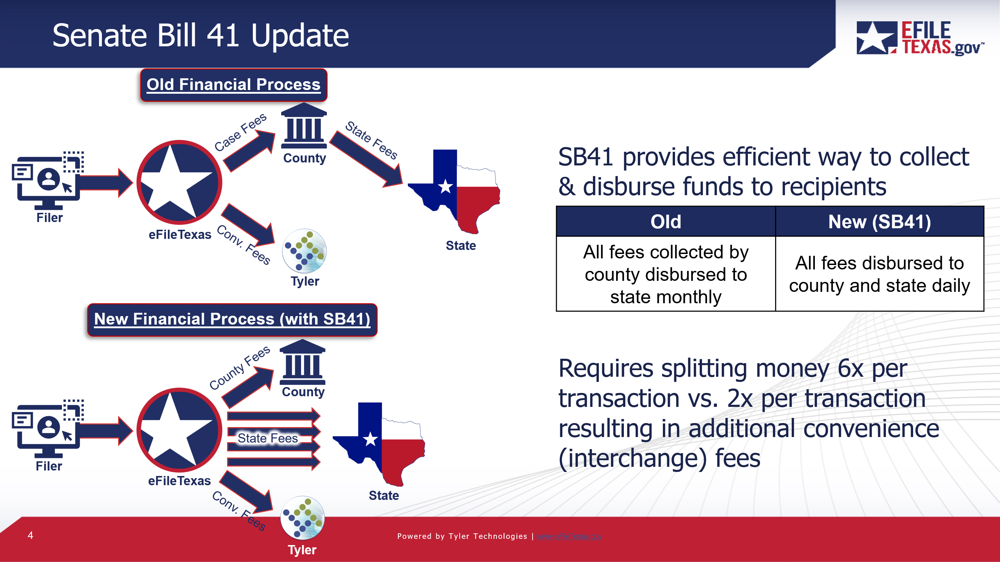 Senate Bill 41 Update
EFILE
TEXAS.gov™
Old Financial Process
Case Fees
State Fees
County
Filer
eFileTexas
Conv. Fees
State
Tyler
New Financial Process (with SB41)
County Fees
County
State Fees
Filer
eFileTexas
State
Conv. Fees
Tyler
SB41 provides efficient way to collect
& disburse funds to recipients
Old
New (SB41)
All fees collected by
county disbursed to
state monthly
All fees disbursed to
county and state daily
Requires splitting money 6x per
transaction vs. 2x per transaction
resulting in additional convenience
(interchange) fees
4
Powered by Tyler Technologies | www.eFileTexas.gov